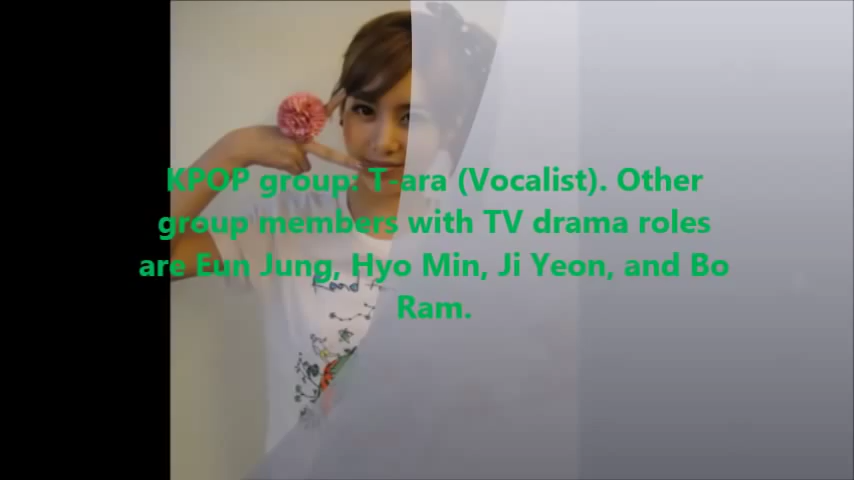 KPOP group: T-ara (Vocalist). Other
group members with TV drama roles
are Eun Jung, Hyo Min, Ji Yeon, and Bo
Ram.